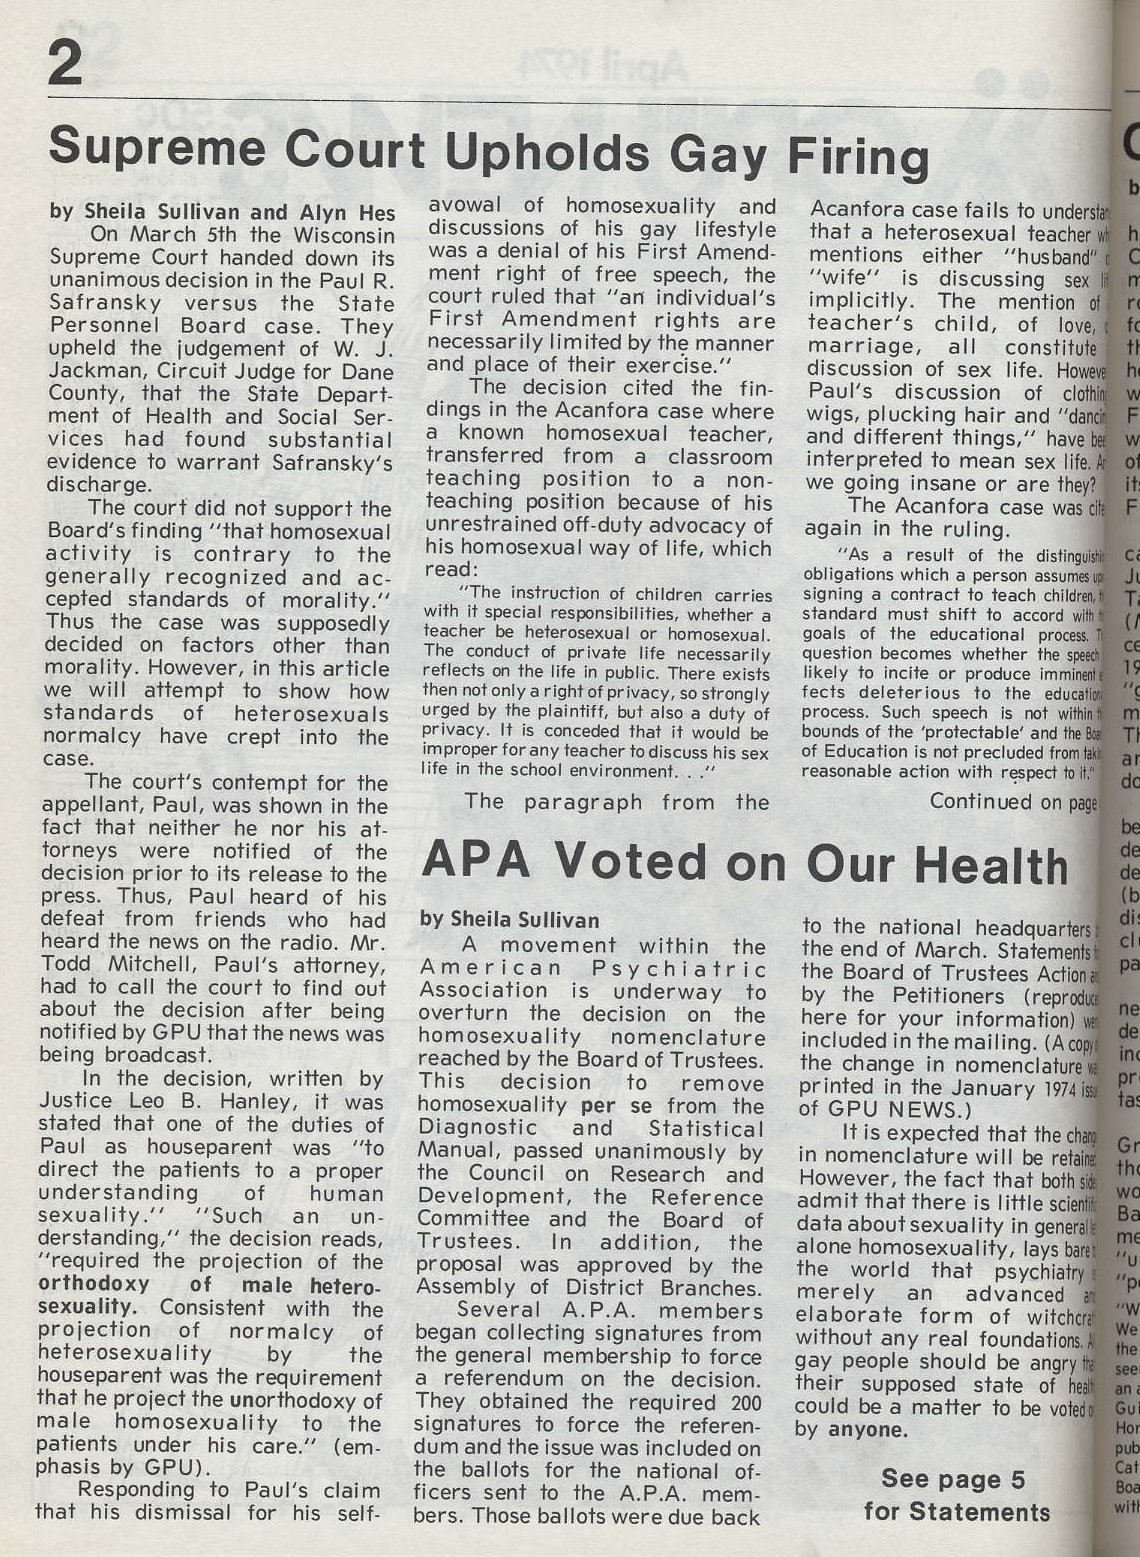 2
Supreme Court Upholds Gay Firing
by Sheila Sullivan and Alyn Hes
On March 5th the Wisconsin
Supreme Court handed down its
unanimous decision in the Paul R.
Safransky versus the State
Personnel Board case. They
upheld the judgement of W. J.
Jackman, Circuit Judge for Dane
County, that the State Depart-
ment of Health and Social Ser-
vices had found substantial
evidence to warrant Safransky's
discharge.
The court did not support the
Board's finding "that homosexual
activity is contrary to the
generally recognized and ac-
cepted standards of morality."
Thus the case was supposedly
decided on factors other than
morality. However, in this article
we will attempt to show how
standards of heterosexuals
normalcy have crept into the
case.
The court's contempt for the
appellant, Paul, was shown in the
fact that neither he nor his at-
torneys were notified of the
decision prior to its release to the
press. Thus, Paul heard of his
defeat from friends who had
heard the news on the radio. Mr.
Todd Mitchell, Paul's attorney,
had to call the court to find out
about the decision after being
notified by GPU that the news was
being broadcast.
In the decision, written by
Justice Leo B. Hanley, it was
stated that one of the duties of
Paul as houseparent was "to
direct the patients to a proper
understanding of human
sexuality." "Such an un-
derstanding," the decision reads,
"required the projection of the
orthodoxy of male hetero-
sexuality. Consistent with the
projection of normalcy of
heterosexuality by the
houseparent was the requirement
that he project the unorthodoxy of
male homosexuality to the
patients under his care." (em-
phasis by GPU).
Responding to Paul's claim
that his dismissal for his self-
avowal of homosexuality and
discussions of his gay lifestyle
was a denial of his First Amend-
ment right of free speech, the
court ruled that "an individual's
First Amendment rights are
necessarily limited by the manner
and place of their exercise."
The decision cited the fin-
dings in the Acanfora case where
a known homosexual teacher,
transferred from a classroom
teaching position to a non-
teaching position because of his
unrestrained off-duty advocacy of
his homosexual way of life, which
read:
"The instruction of children carries
with it special responsibilities, whether a
teacher be heterosexual or homosexual.
The conduct of private life necessarily
reflects on the life in public. There exists
then not only a right of privacy, so strongly
urged by the plaintiff, but also a duty of
privacy. It is conceded that it would be
improper for any teacher to discuss his sex
life in the school environment. . ."
The paragraph from the
Acanfora case fails to
that a heterosexual teacher
mentions either "husband"
"wife" is discussing sex
implicitly. The mention of
teacher's child, of love,
marriage, all constitute
discussion of sex life.
Paul's discussion of
wigs, plucking hair and
and different things," have
interpreted to mean sex life.
we going insane or are they?
The Acanfora case was
again in the ruling.
"As a result of the
obligations which a person assumes
signing a contract to teach children,
standard must shift to accord with
goals of the educational process.
question becomes whether the speech
likely to incite or produce imminent
fects deleterious to the
process. Such speech is not within
bounds of the 'protectable' and the
of Education is not precluded from
reasonable action with respect to it."
Continued on page
APA Voted on Our Health
by Sheila Sullivan
A movement within the
American Psychiatric
Association is underway to
overturn the decision on the
homosexuality nomenclature
reached by the Board of Trustees.
This decision to remove
homosexuality per se from the
Diagnostic and Statistical
Manual, passed unanimously by
the Council on Research and
Development, the Reference
Committee and the Board of
Trustees. In addition, the
proposal was approved by the
Assembly of District Branches.
Several A.P.A. members
began collecting signatures from
the general membership to force
a referendum on the decision.
They obtained the required 200
signatures to force the referen-
dum and the issue was included on
the ballots for the national of-
ficers sent to the A.P.A. mem-
bers. Those ballots were due back
to the national headquarters
the end of March. Statements
the Board of Trustees Action
by the Petitioners
here for your information)
included in the mailing. (A copy
the change in nomenclature
printed in the January 1974
of GPU NEWS.)
It is expected that the
in nomenclature will be
However, the fact that both
admit that there is little
data about sexuality in general
alone homosexuality, lays
the world that psychiatry
merely an advanced
elaborate form of
without any real foundations.
gay people should be angry
their supposed state of
could be a matter to be voted
by anyone.
See page 5
for Statements